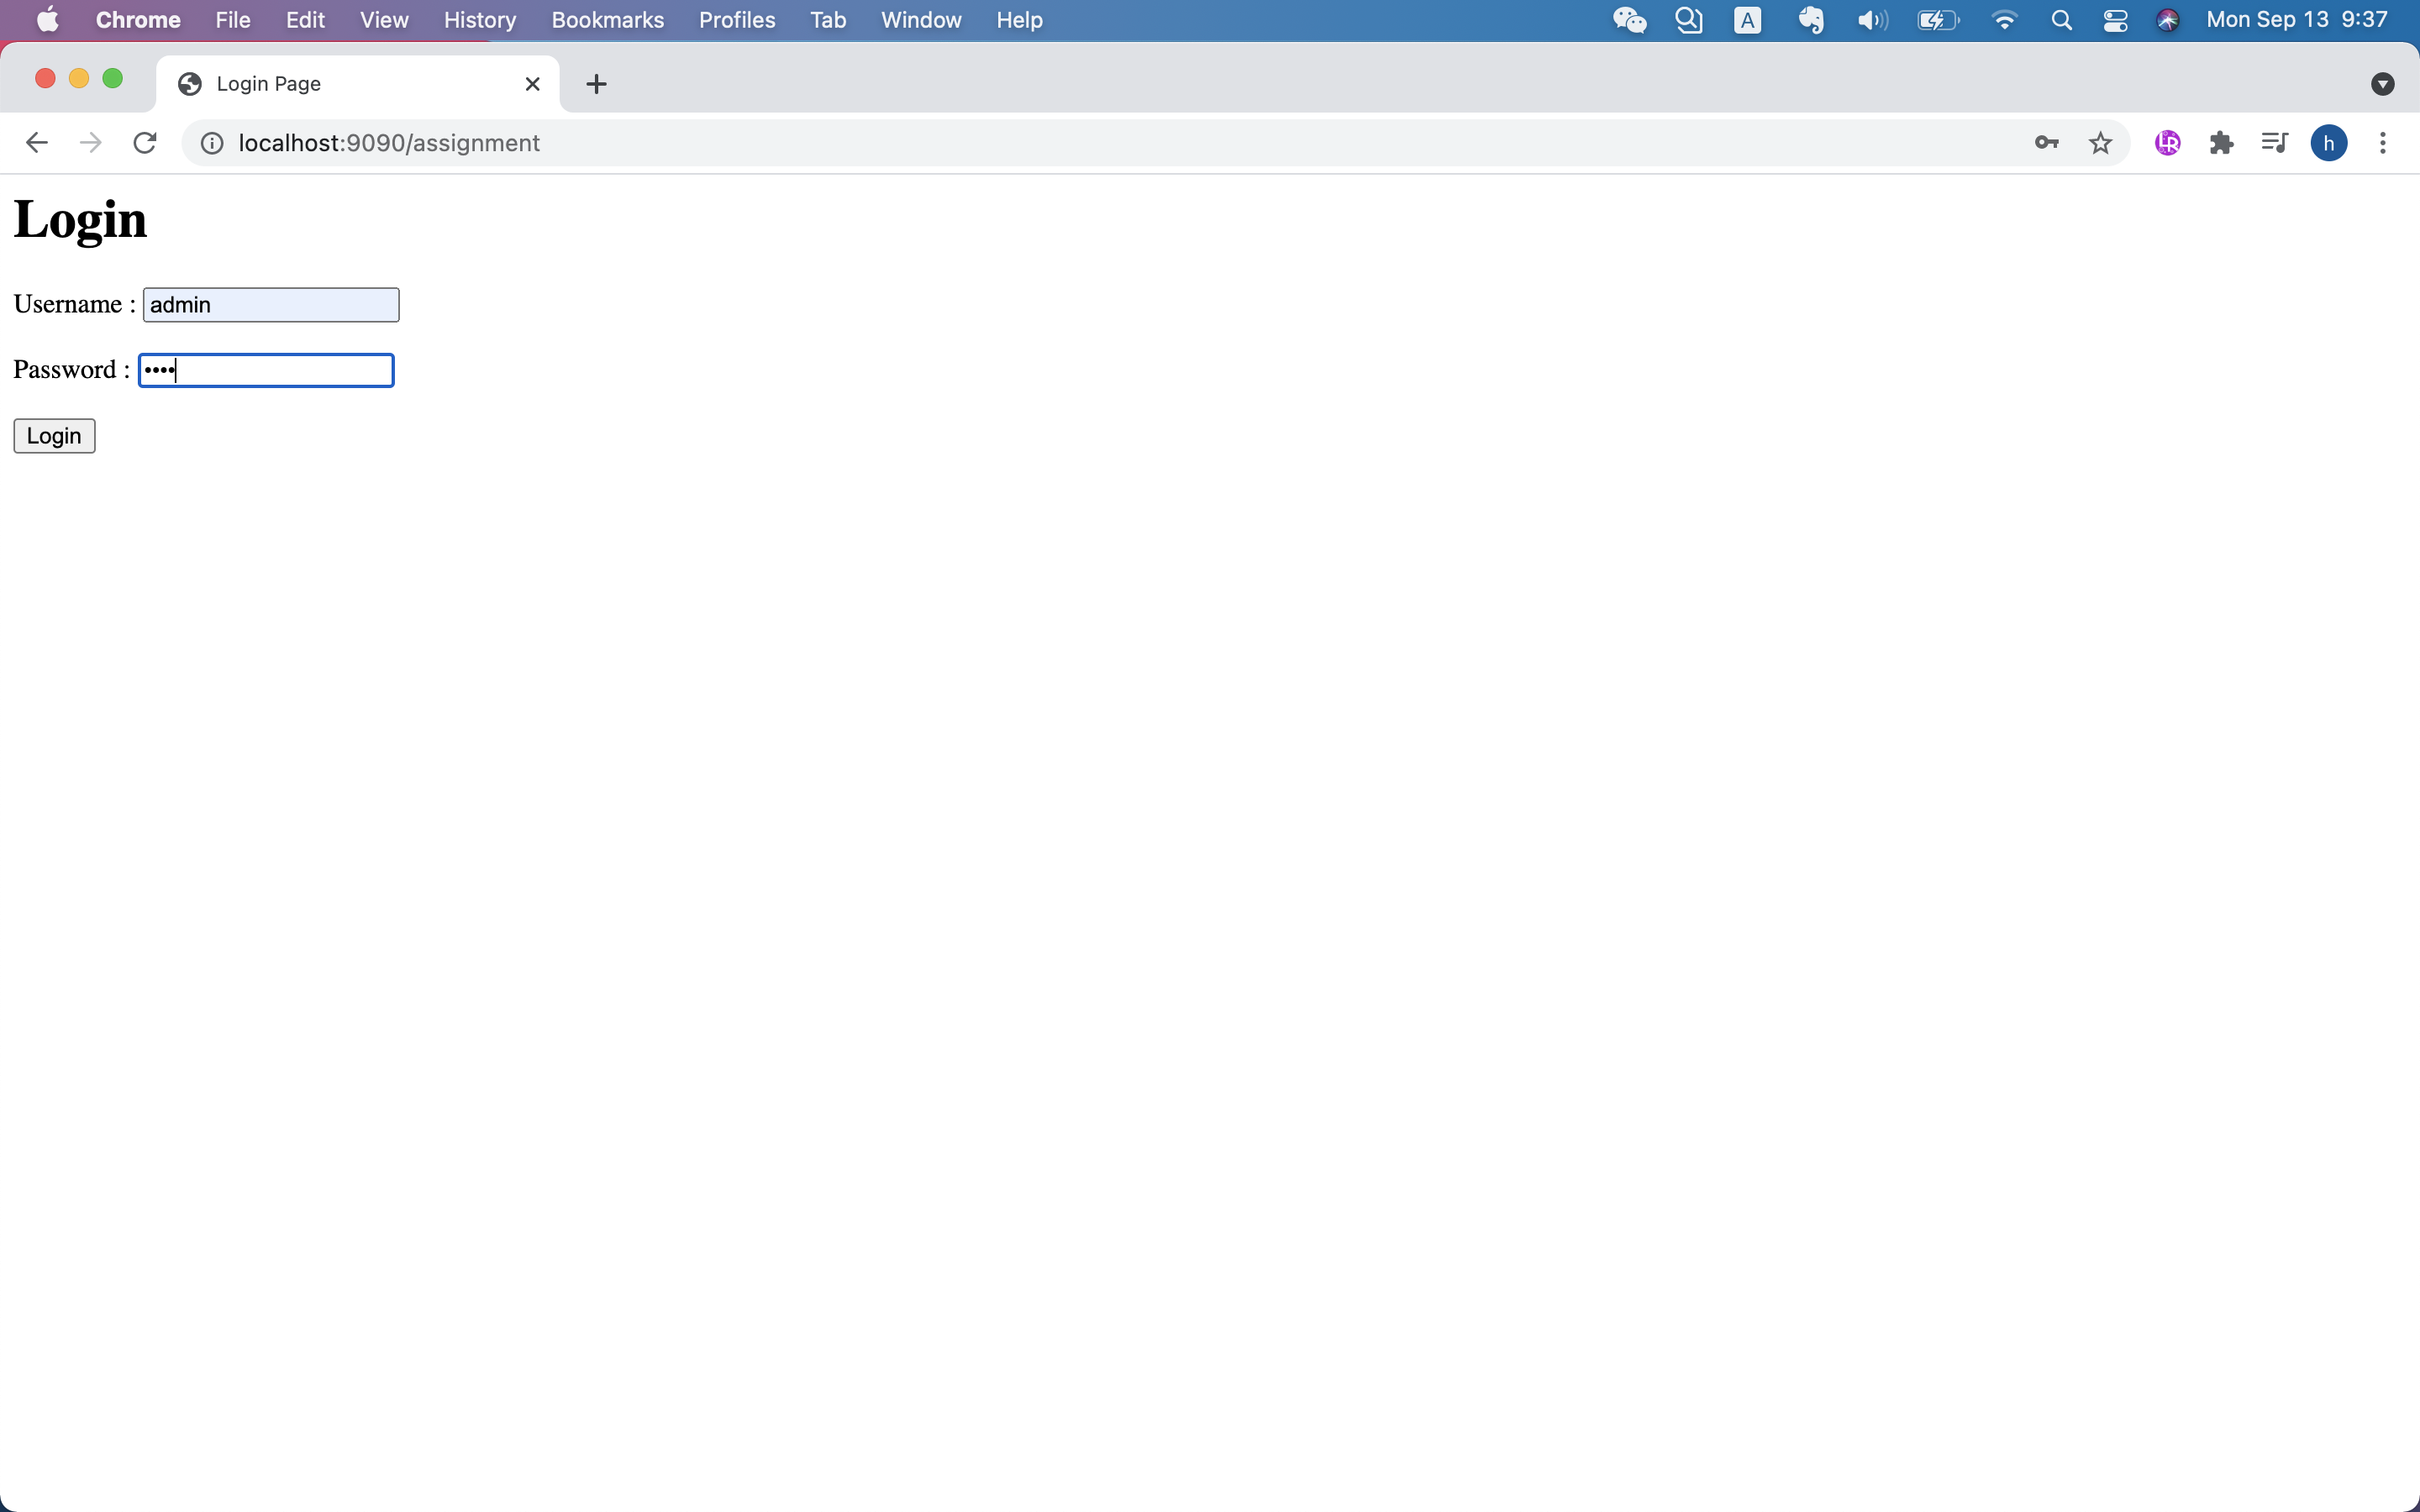 Chrome File Edit View History Bookmarks Profiles Tab Window Help A Mon Sep 13 9:37
Login Page
localhost:9090/assignment LR h
Login
Username : admin
Password : ••••
Login